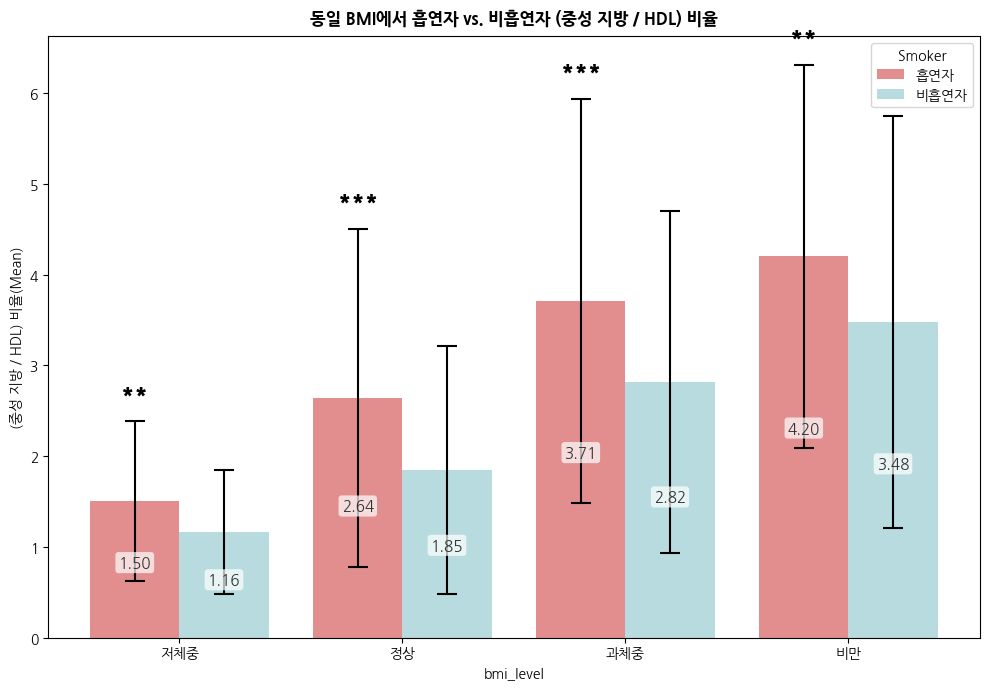 동일 BMI에서 흡연자 vs. 비흡연자 (중성 지방 / HDL) 비율
Smoker
흡연자
비흡연자
** *** *** **
(중성 지방 / HDL) 비율(Mean)
6
5
4
3
2
1
0
1.50 1.16 2.64 1.85 3.71 2.82 4.20 3.48
저체중 정상 과체중 비만
bmi_level